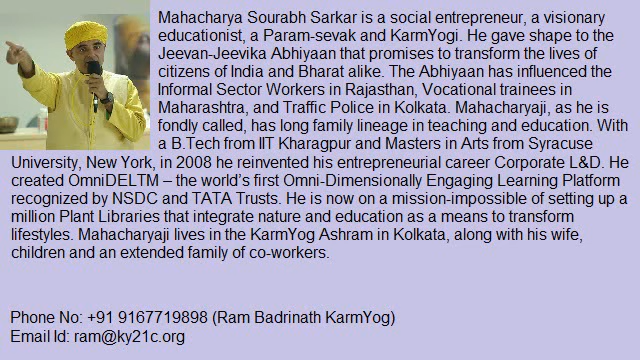 Mahacharya Sourabh Sarkar is a social entrepreneur, a visionary
educationist, a Param-sevak and KarmYogi. He gave shape to the
Jeevan-Jeevika Abhiyaan that promises to transform the lives of
citizens of India and Bharat alike. The Abhiyaan has influenced the
Informal Sector Workers in Rajasthan, Vocational trainees in
Maharashtra, and Traffic Police in Kolkata. Mahacharyaji, as he is
fondly called, has long family lineage in teaching and education. With
a B.Tech from IIT Kharagpur and Masters in Arts from Syracuse
University, New York, in 2008 he reinvented his entrepreneurial career Corporate L&D. He
created OmniDELTM – the world's first Omni-Dimensionally Engaging Learning Platform
recognized by NSDC and TATA Trusts. He is now on a mission-impossible of setting up a
million Plant Libraries that integrate nature and education as a means to transform
lifestyles. Mahacharyaji lives in the KarmYog Ashram in Kolkata, along with his wife,
children and an extended family of co-workers.
Phone No: +91 9167719898 (Ram Badrinath KarmYog)
Email Id: ram@ky21c.org